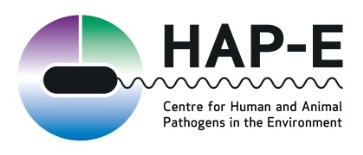 HAP-E
Centre for Human and Animal
Pathogens in the Environment